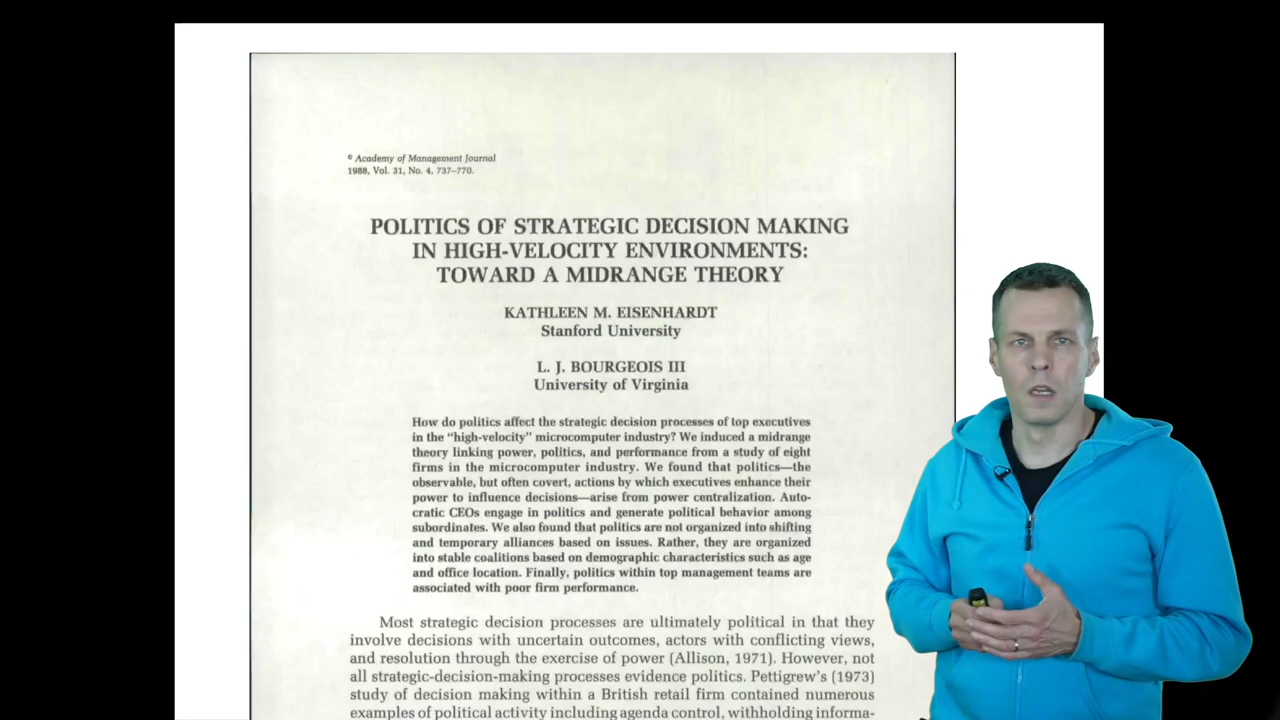 © Academy of Management Journal
1988, Vol. 31, No. 4, 737–770.
POLITICS OF STRATEGIC DECISION MAKING
IN HIGH-VELOCITY ENVIRONMENTS:
TOWARD A MIDRANGE THEORY
KATHLEEN M. EISENHARDT
Stanford University
L. J. BOURGEOIS III
University of Virginia
How do politics affect the strategic decision processes of top executives
in the “high-velocity” microcomputer industry? We induced a midrange
theory linking power, politics, and performance from a study of eight
firms in the microcomputer industry. We found that politics—the
observable, but often covert, actions by which executives enhance their
power to influence decisions—arise from power centralization. Auto-
cratic CEOs engage in politics and generate political behavior among
subordinates. We also found that politics are not organized into shifting
and temporary alliances based on issues. Rather, they are organized
into stable coalitions based on demographic characteristics such as age
and office location. Finally, politics within top management teams are
associated with poor firm performance.
Most strategic decision processes are ultimately political in that they
involve decisions with uncertain outcomes, actors with conflicting views,
and resolution through the exercise of power (Allison, 1971). However, not
all strategic-decision-making processes evidence politics. Pettigrew’s (1973)
study of decision making within a British retail firm contained numerous
examples of political activity including agenda control, withholding informa-